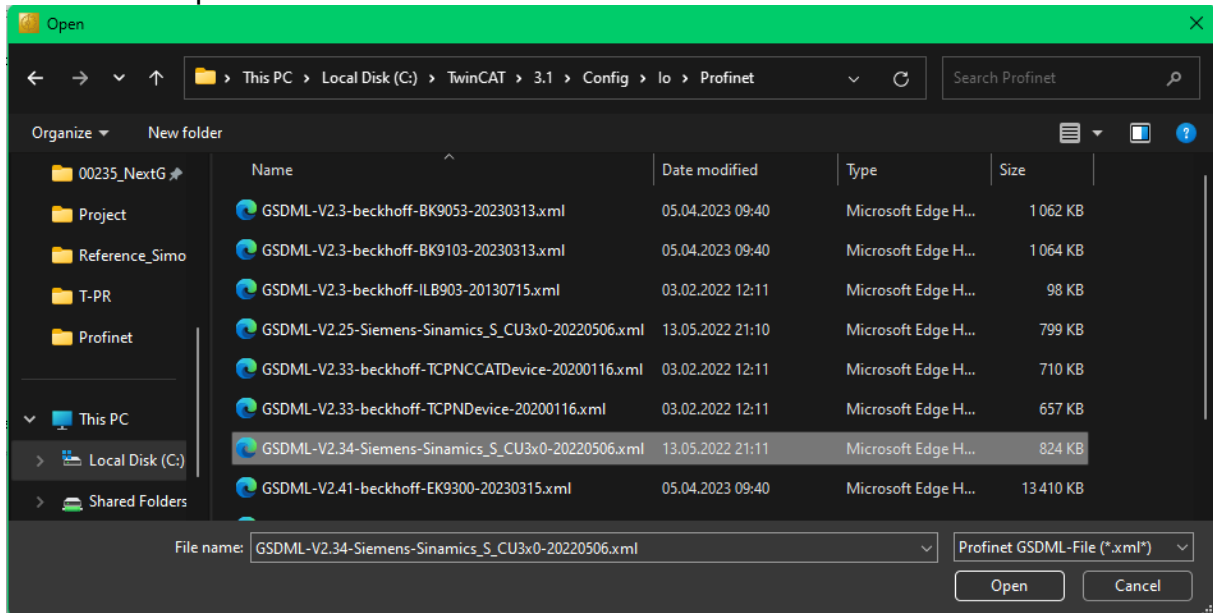 Open
This PC > Local Disk (C:) > TwinCAT > 3.1 > Config > Io > Profinet
Search Profinet
Organize New folder
Name Date modified Type Size
00235_NextG
Project
Reference_Simo
T-PR
Profinet
This PC
Local Disk (C:)
Shared Folders
GSDML-V2.3-beckhoff-BK9053-20230313.xml 05.04.2023 09:40 Microsoft Edge H... 1 062 KB
GSDML-V2.3-beckhoff-BK9103-20230313.xml 05.04.2023 09:40 Microsoft Edge H... 1 064 KB
GSDML-V2.3-beckhoff-ILB903-20130715.xml 03.02.2022 12:11 Microsoft Edge H... 98 KB
GSDML-V2.25-Siemens-Sinamics_S_CU3x0-20220506.xml 13.05.2022 21:10 Microsoft Edge H... 799 KB
GSDML-V2.33-beckhoff-TCPNCCATDevice-20200116.xml 03.02.2022 12:11 Microsoft Edge H... 710 KB
GSDML-V2.33-beckhoff-TCPNDevice-20200116.xml 03.02.2022 12:11 Microsoft Edge H... 657 KB
GSDML-V2.34-Siemens-Sinamics_S_CU3x0-20220506.xml 13.05.2022 21:11 Microsoft Edge H... 824 KB
GSDML-V2.41-beckhoff-EK9300-20230315.xml 05.04.2023 09:40 Microsoft Edge H... 13 410 KB
File name: GSDML-V2.34-Siemens-Sinamics_S_CU3x0-20220506.xml Profinet GSDML-File (*.xml*)
Open Cancel